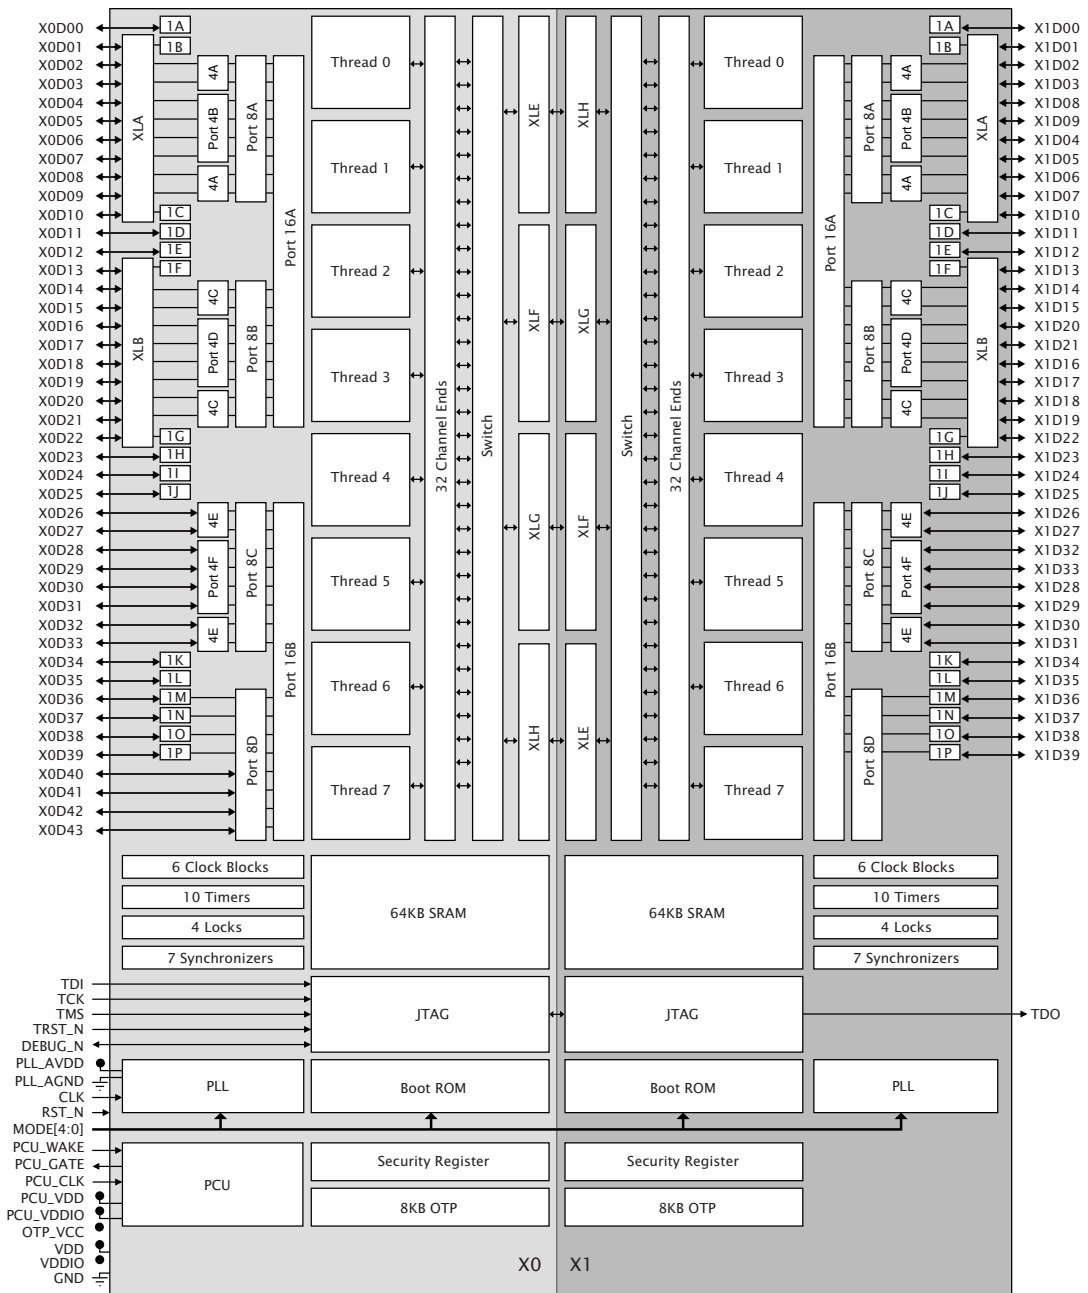 X0D00
X0D01
X0D02
X0D03
X0D04
X0D05
X0D06
X0D07
X0D08
X0D09
X0D10
X0D11
X0D12
X0D13
X0D14
X0D15
X0D16
X0D17
X0D18
X0D19
X0D20
X0D21
X0D22
X0D23
X0D24
X0D25
X0D26
X0D27
X0D28
X0D29
X0D30
X0D31
X0D32
X0D33
X0D34
X0D35
X0D36
X0D37
X0D38
X0D39
X0D40
X0D41
X0D42
X0D43
XLA
XLB
1A
1B
1C
1D
1E
1F
1G
1H
1I
1J
1K
1L
1M
1N
1O
1P
4A
Port 4B
4A
4C
Port 4D
4C
4E
Port 4F
4E
Port 8A
Port 8B
Port 8C
Port 8D
Port 16A
Port 16B
Thread 0
Thread 1
Thread 2
Thread 3
Thread 4
Thread 5
Thread 6
Thread 7
32 Channel Ends
Switch
XLE
XLF
XLG
XLH
XLH
XLG
XLF
XLE
Switch
32 Channel Ends
Thread 0
Thread 1
Thread 2
Thread 3
Thread 4
Thread 5
Thread 6
Thread 7
Port 16A
Port 16B
Port 8A
Port 8B
Port 8C
Port 8D
4A
Port 4B
4A
4C
Port 4D
4C
4E
Port 4F
4E
1A
1B
1C
1D
1E
1F
1G
1H
1I
1J
1K
1L
1M
1N
1O
1P
XLA
XLB
X1D00
X1D01
X1D02
X1D03
X1D08
X1D09
X1D04
X1D05
X1D06
X1D07
X1D10
X1D11
X1D12
X1D13
X1D14
X1D15
X1D20
X1D21
X1D16
X1D17
X1D18
X1D19
X1D22
X1D23
X1D24
X1D25
X1D26
X1D27
X1D32
X1D33
X1D28
X1D29
X1D30
X1D31
X1D34
X1D35
X1D36
X1D37
X1D38
X1D39
6 Clock Blocks
10 Timers
4 Locks
7 Synchronizers
64KB SRAM
64KB SRAM
6 Clock Blocks
10 Timers
4 Locks
7 Synchronizers
TDI
TCK
TMS
TRST_N
DEBUG_N
JTAG
JTAG
TDO
PLL_AVDD
PLL_AGND
CLK
RST_N
MODE[4:0]
PLL
Boot ROM
Boot ROM
PLL
PCU_WAKE
PCU_GATE
PCU_CLK
PCU_VDD
PCU_VDDIO
OTP_VCC
VDD
VDDIO
GND
PCU
Security Register
8KB OTP
Security Register
8KB OTP
X0
X1